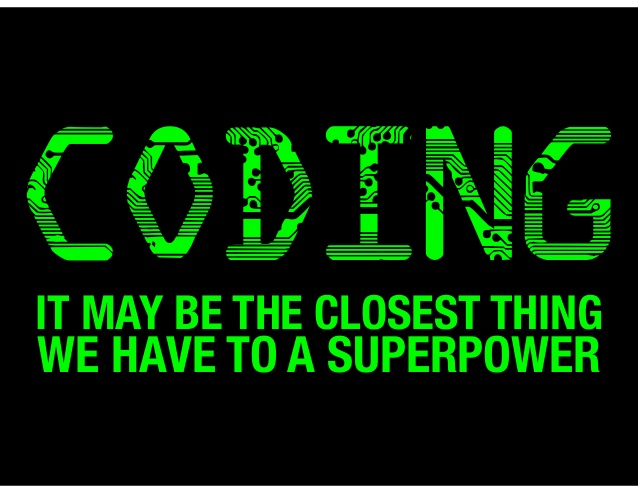 CODING
IT MAY BE THE CLOSEST THING
WE HAVE TO A SUPERPOWER